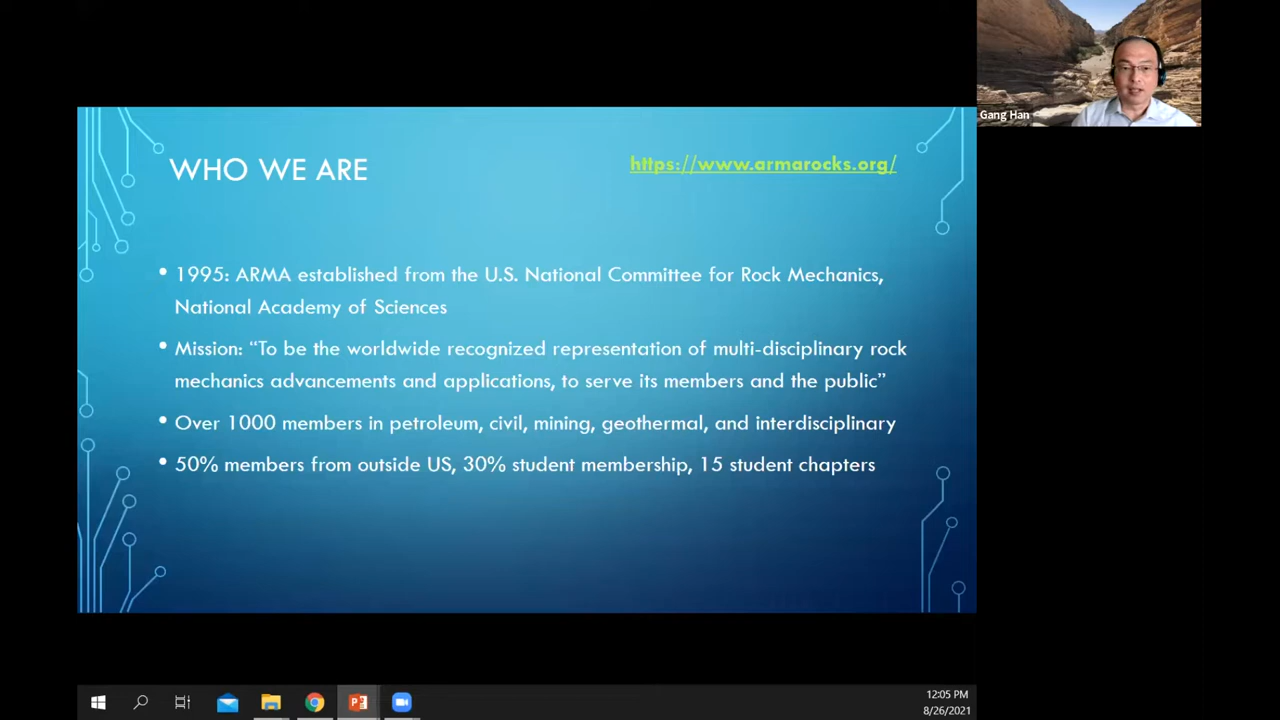 Gang Han
WHO WE ARE
https://www.armarocks.org/
• 1995: ARMA established from the U.S. National Committee for Rock Mechanics,
National Academy of Sciences
• Mission: “To be the worldwide recognized representation of multi-disciplinary rock
mechanics advancements and applications, to serve its members and the public”
• Over 1000 members in petroleum, civil, mining, geothermal, and interdisciplinary
• 50% members from outside US, 30% student membership, 15 student chapters
12:05 PM
8/26/2021